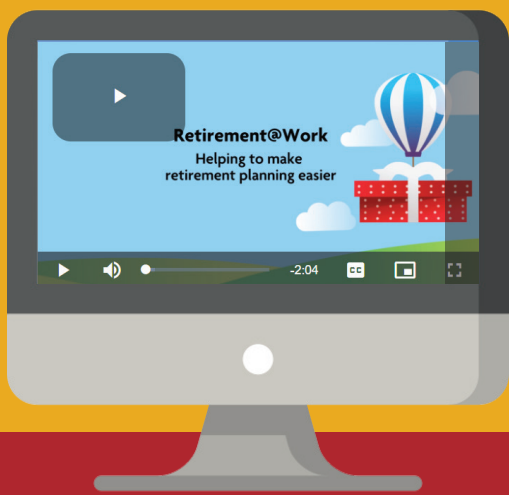 Retirement@Work
Helping to make
retirement planning easier
-2:04
CC